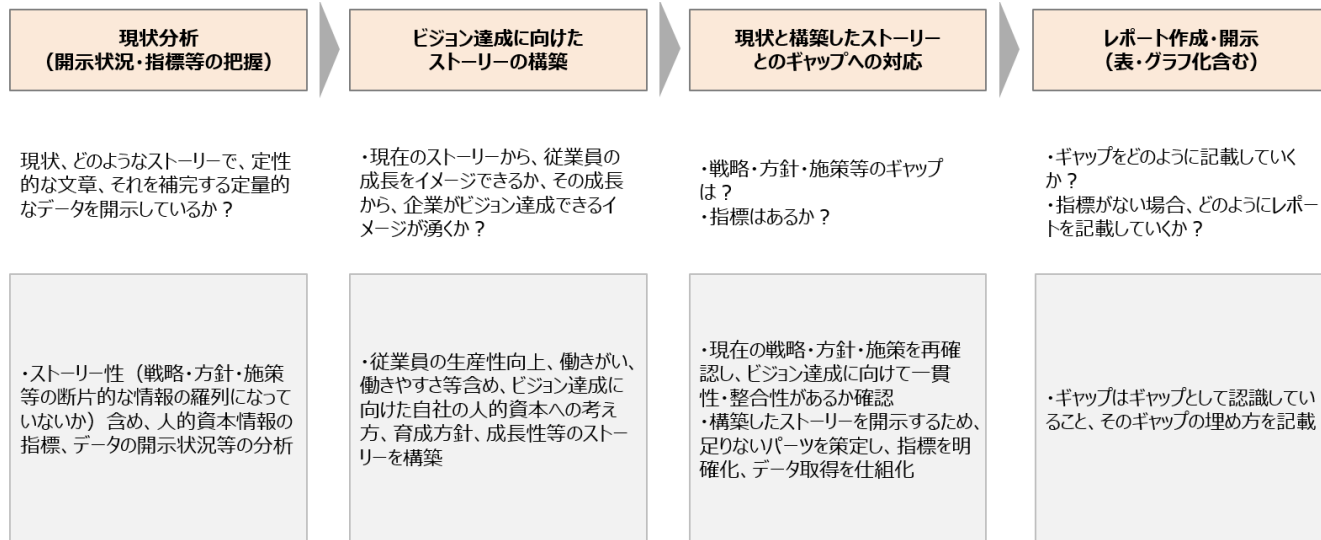 現状分析
（開示状況・指標等の把握）
ビジョン達成に向けた
ストーリーの構築
現状と構築したストーリー
とのギャップへの対応
レポート作成・開示
（表・グラフ化含む）
現状、どのようなストーリーで、定性
的な文章、それを補完する定量的
なデータを開示しているか？
・現在のストーリーから、従業員の
成長をイメージできるか、その成長
から、企業がビジョン達成できるイ
メージが湧くか？
・戦略・方針・施策等のギャップ
は？
・指標はあるか？
・ギャップをどのように記載していく
か？
・指標がない場合、どのようにレポー
トを記載していくか？
・ストーリー性（戦略・方針・施策
等の断片的な情報の羅列になって
いないか）含め、人的資本情報の
指標、データの開示状況等の分析
・従業員の生産性向上、働きがい、
働きやすさ等含め、ビジョン達成に
向けた自社の人的資本への考え
方、育成方針、成長性等のストー
リーを構築
・現在の戦略・方針・施策を再確
認し、ビジョン達成に向けて一貫
性・整合性があるか確認
・構築したストーリーを開示するため、
足りないパーツを策定し、指標を明
確化、データ取得を仕組化
・ギャップはギャップとして認識してい
ること、そのギャップの埋め方を記載